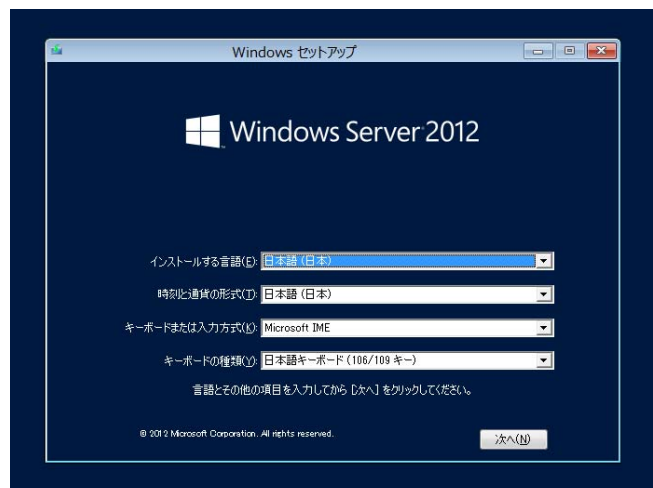 Windows セットアップ
Windows Server 2012
インストールする言語(E): 日本語 (日本)
時刻と通貨の形式(T): 日本語 (日本)
キーボードまたは入力方式(K): Microsoft IME
キーボードの種類(Y): 日本語キーボード (106/109 キー)
言語とその他の項目を入力してから [次へ] をクリックしてください。
© 2012 Microsoft Corporation. All rights reserved.
次へ(N)